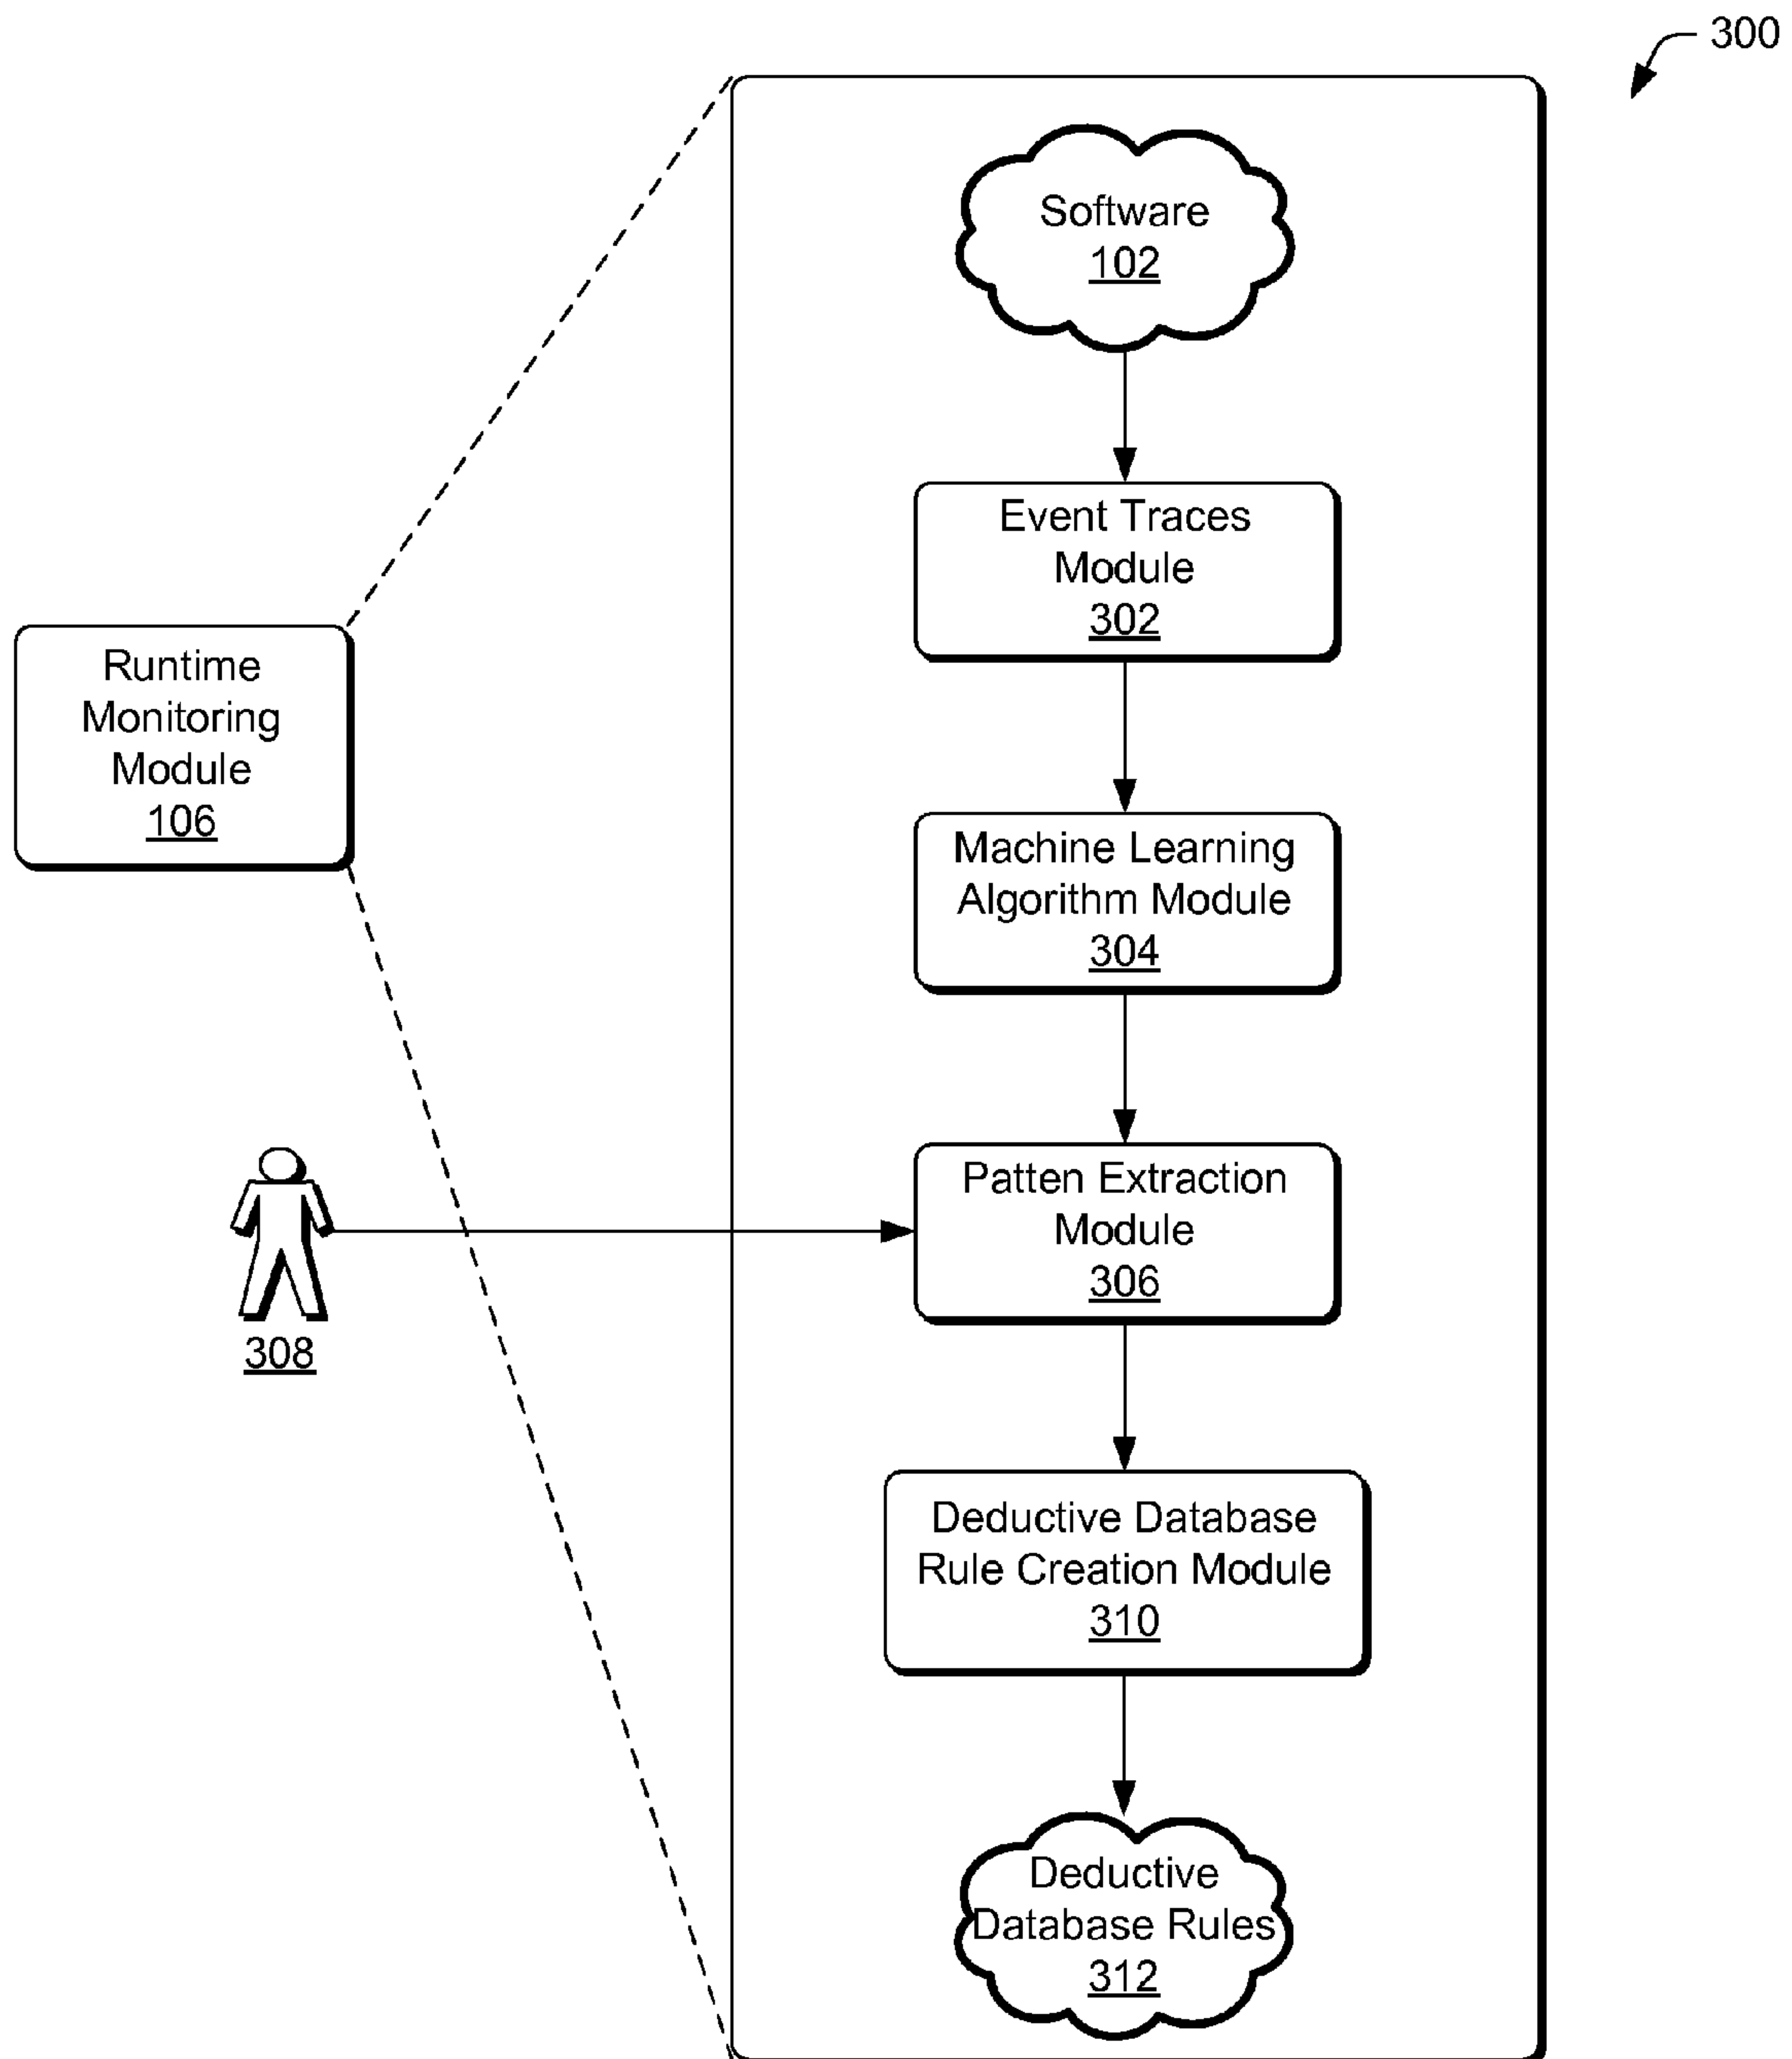 300
Software
102
Event Traces
Module
302
Runtime
Monitoring
Module
106
Machine Learning
Algorithm Module
304
Patten Extraction
Module
306
308
Deductive Database
Rule Creation Module
310
Deductive
Database Rules
312